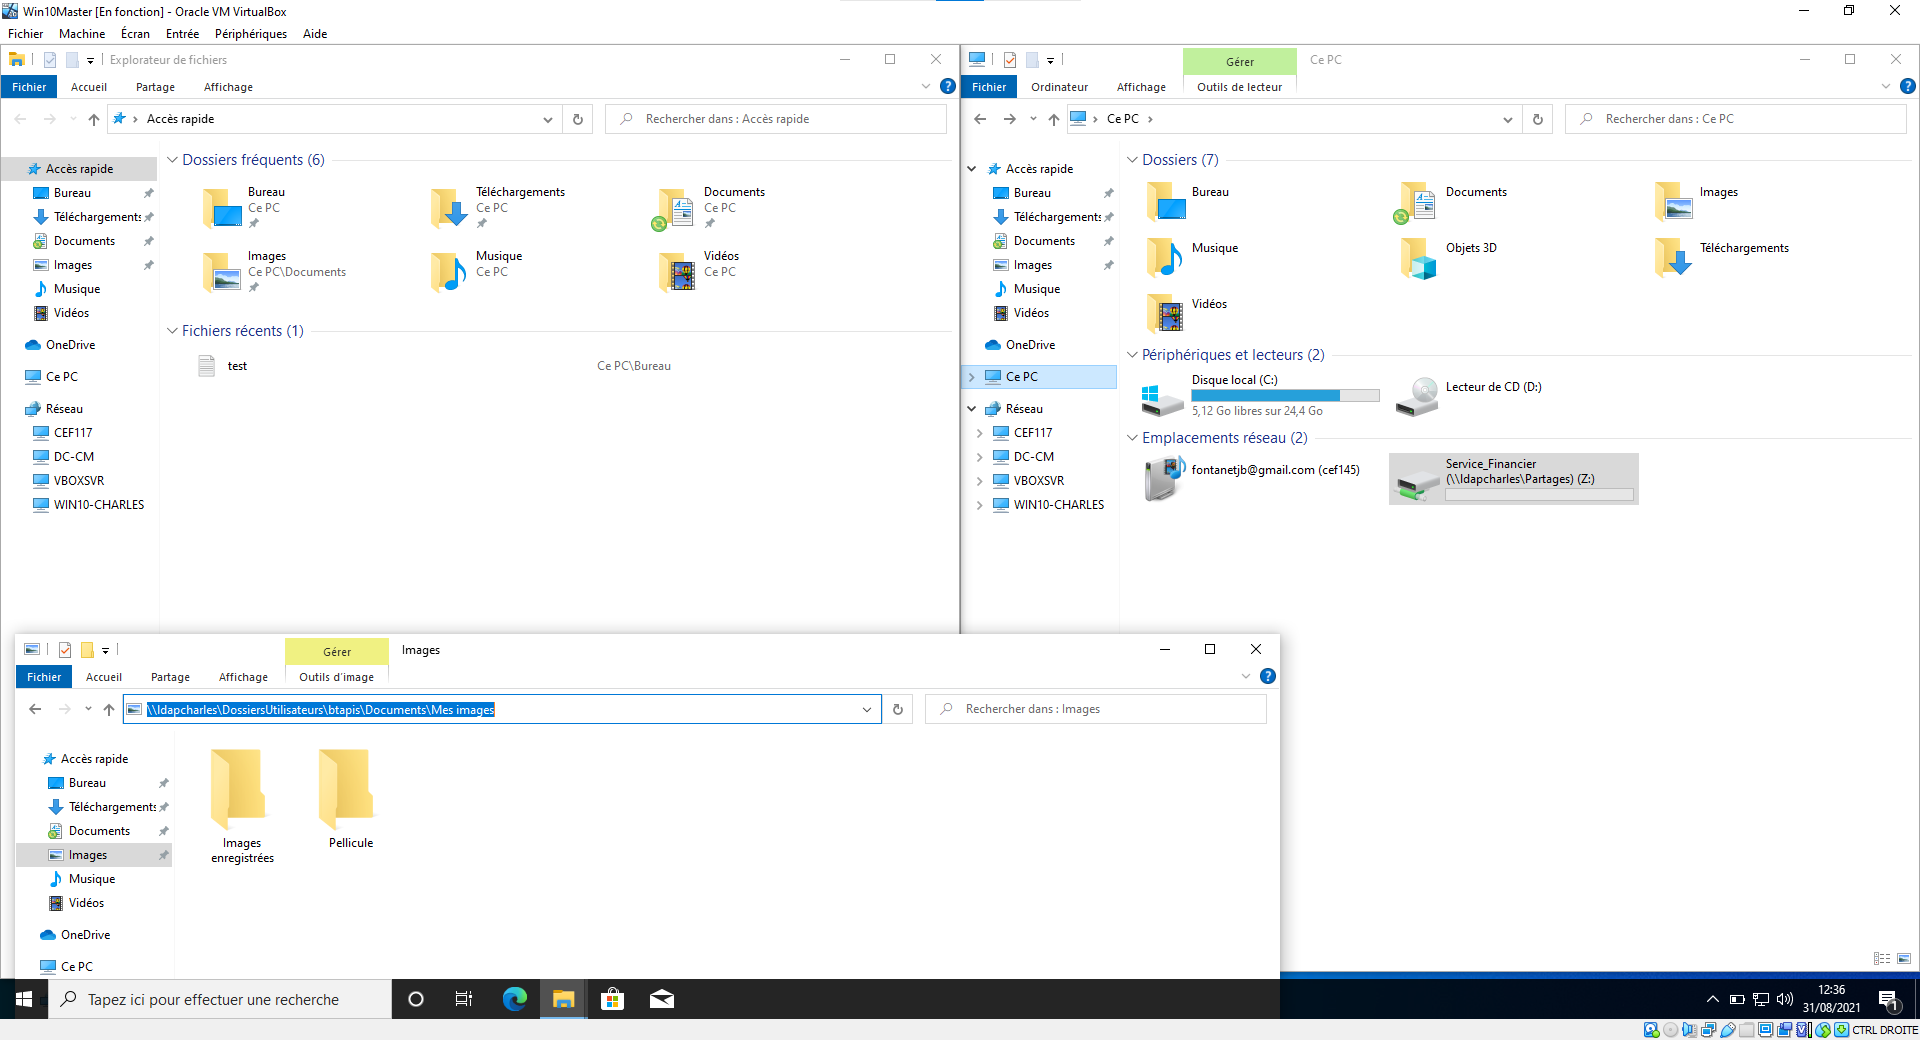 Win10Master [En fonction] - Oracle VM VirtualBox
Fichier Machine Écran Entrée Périphériques Aide
Explorateur de fichiers
Fichier Accueil Partage Affichage
Accès rapide
Rechercher dans : Accès rapide
Accès rapide
Bureau
Téléchargements
Documents
Images
Musique
Vidéos
OneDrive
Ce PC
Réseau
CEF117
DC-CM
VBOXSVR
WIN10-CHARLES
Dossiers fréquents (6)
Bureau
Ce PC
Téléchargements
Ce PC
Documents
Ce PC
Images
Ce PC\Documents
Musique
Ce PC
Vidéos
Ce PC
Fichiers récents (1)
test Ce PC\Bureau
Gérer Ce PC
Fichier Ordinateur Affichage Outils de lecteur
Ce PC
Rechercher dans : Ce PC
Accès rapide
Bureau
Téléchargements
Documents
Images
Musique
Vidéos
OneDrive
Ce PC
Réseau
CEF117
DC-CM
VBOXSVR
WIN10-CHARLES
Dossiers (7)
Bureau Documents Images
Musique Objets 3D Téléchargements
Vidéos
Périphériques et lecteurs (2)
Disque local (C:)
5,12 Go libres sur 24,4 Go
Lecteur de CD (D:)
Emplacements réseau (2)
fontanetjb@gmail.com (cef145)
Service_Financier
(\\ldapcharles\Partages) (Z:)
Gérer Images
Fichier Accueil Partage Affichage Outils d'image
\\ldapcharles\DossiersUtilisateurs\btapis\Documents\Mes images
Rechercher dans : Images
Accès rapide
Bureau
Téléchargements
Documents
Images
Musique
Vidéos
OneDrive
Ce PC
Images
enregistrées
Pellicule
Tapez ici pour effectuer une recherche
12:36
31/08/2021
1
CTRL DROITE